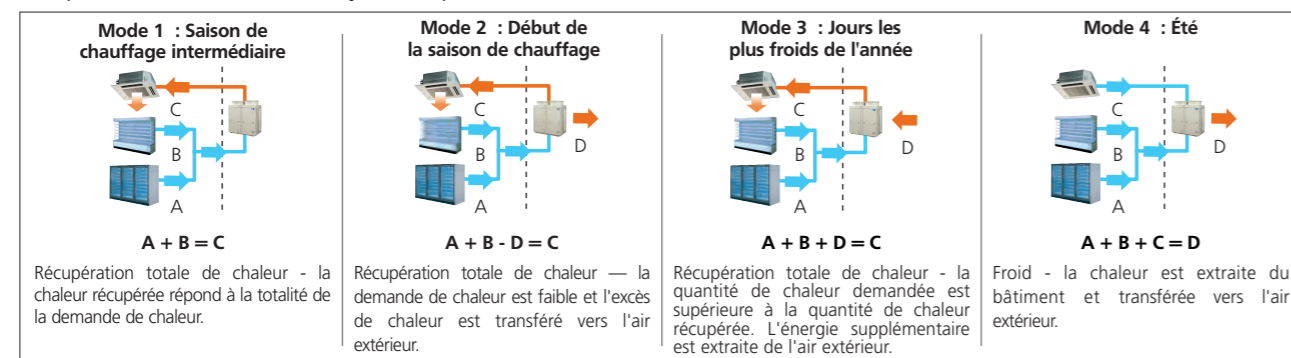 Mode 1 : Saison de
chauffage intermédiaire
C
B
A
A + B = C
Récupération totale de chaleur - la
chaleur récupérée répond à la totalité de
la demande de chaleur.
Mode 2 : Début de
la saison de chauffage
C
D
B
A
A + B - D = C
Récupération totale de chaleur — la
demande de chaleur est faible et l'excès
de chaleur est transféré vers l'air
extérieur.
Mode 3 : Jours les
plus froids de l'année
C
D
B
A
A + B + D = C
Récupération totale de chaleur - la
quantité de chaleur demandée est
supérieure à la quantité de chaleur
récupérée. L'énergie supplémentaire
est extraite de l'air extérieur.
Mode 4 : Été
C
D
B
A
A + B + C = D
Froid - la chaleur est extraite du
bâtiment et transférée vers l'air
extérieur.